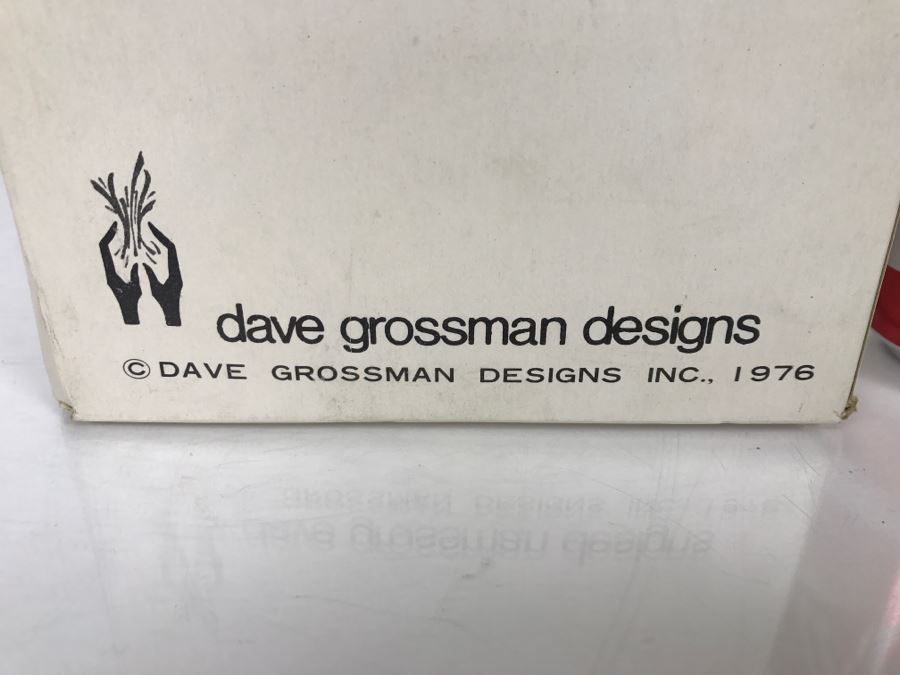 dave grossman designs
© DAVE GROSSMAN DESIGNS INC., 1976